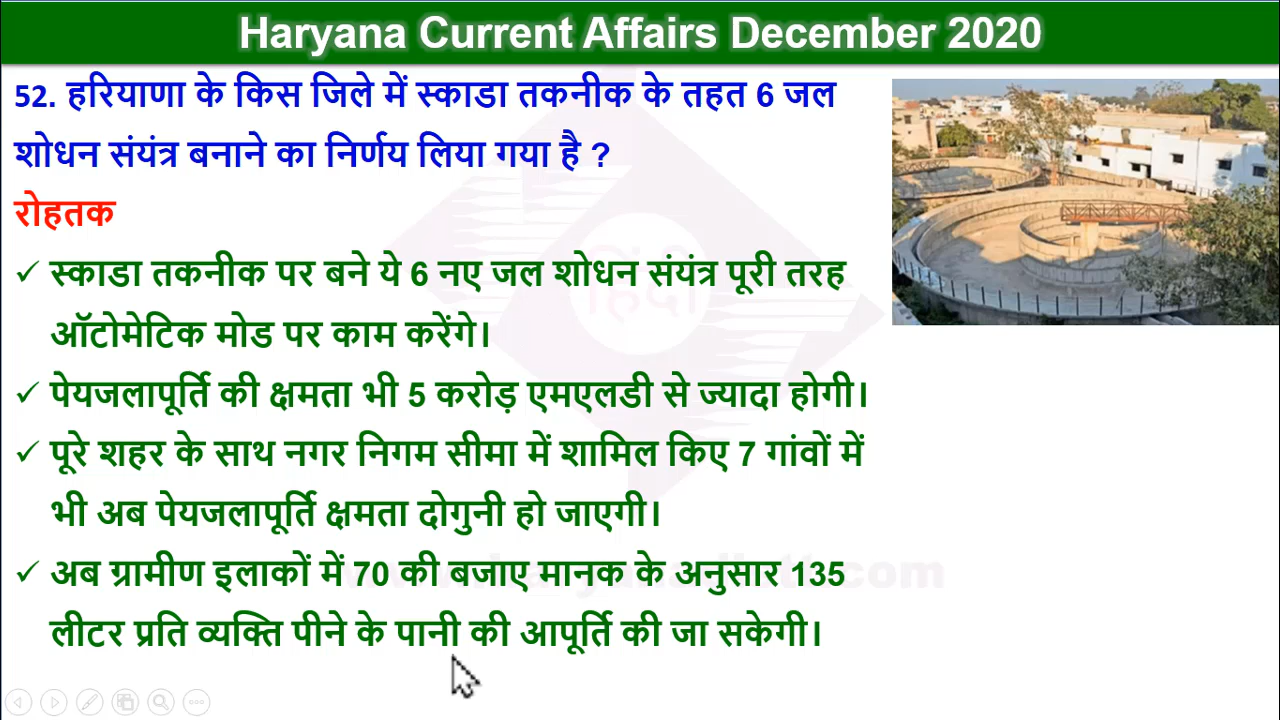 Haryana Current Affairs December 2020
52. हरियाणा के किस जिले में स्काडा तकनीक के तहत 6 जल
शोधन संयंत्र बनाने का निर्णय लिया गया है ?
रोहतक
✓ स्काडा तकनीक पर बने ये 6 नए जल शोधन संयंत्र पूरी तरह
ऑटोमेटिक मोड पर काम करेंगे।
✓ पेयजलापूर्ति की क्षमता भी 5 करोड़ एमएलडी से ज्यादा होगी।
✓ पूरे शहर के साथ नगर निगम सीमा में शामिल किए 7 गांवों में
भी अब पेयजलापूर्ति क्षमता दोगुनी हो जाएगी।
✓ अब ग्रामीण इलाकों में 70 की बजाए मानक के अनुसार 135
लीटर प्रति व्यक्ति पीने के पानी की आपूर्ति की जा सकेगी।
हिंदी